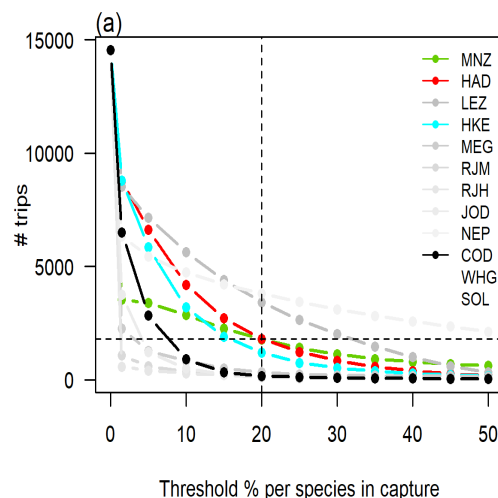 (a)
15000
10000
5000
0
# trips
MNZ
HAD
LEZ
HKE
MEG
RJM
RJH
JOD
NEP
COD
WHG
SOL
0 10 20 30 40 50
Threshold % per species in capture